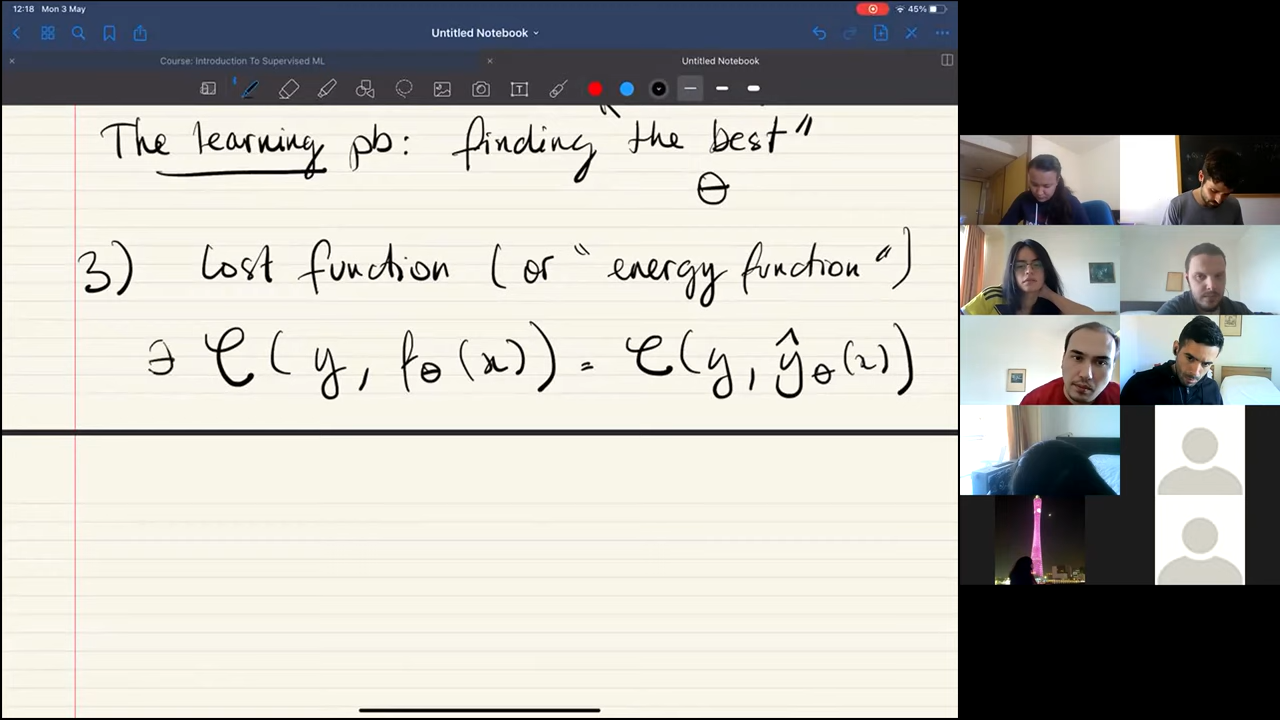 12:18 Mon 3 May
45%
Untitled Notebook
Course: Introduction To Supervised ML
Untitled Notebook
The learning pb: finding "the best"
θ
3) Cost function (or "energy function")
∃ C(y, fθ(x)) = C(y, ŷθ(x))